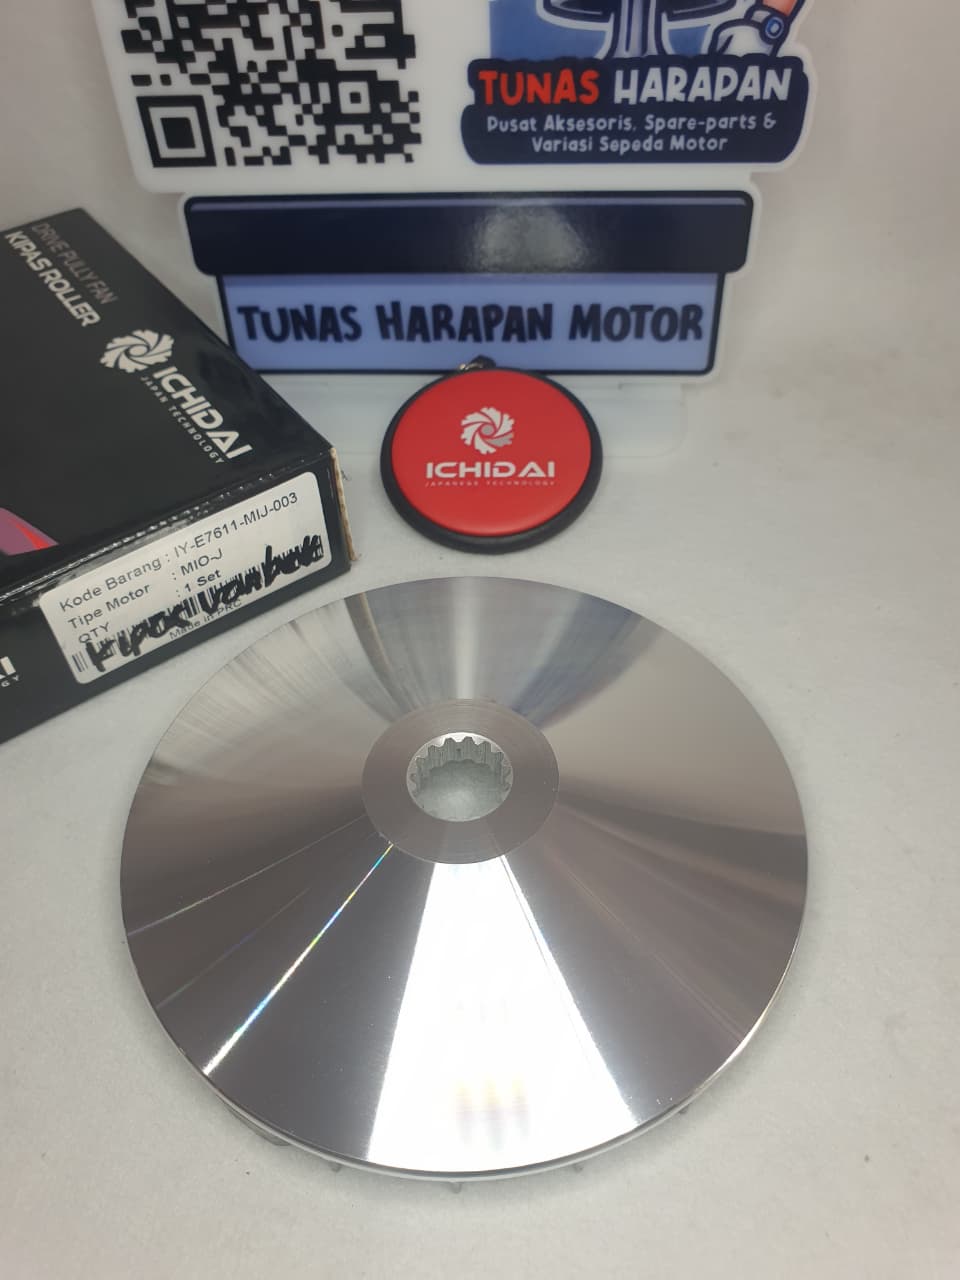 TUNAS HARAPAN
Pusat Aksesoris, Spare-parts &
Variasi Sepeda Motor
TUNAS HARAPAN MOTOR
DRIVE PULLY FAN
KIPAS ROLLER
ICHIDAI
JAPAN TECHNOLOGY
ICHIDAI
JAPANESE TECHNOLOGY
Kode Barang : IY-E7611-MIJ-003
Tipe Motor : MIO-J
QTY : 1 Set
Made in PRC